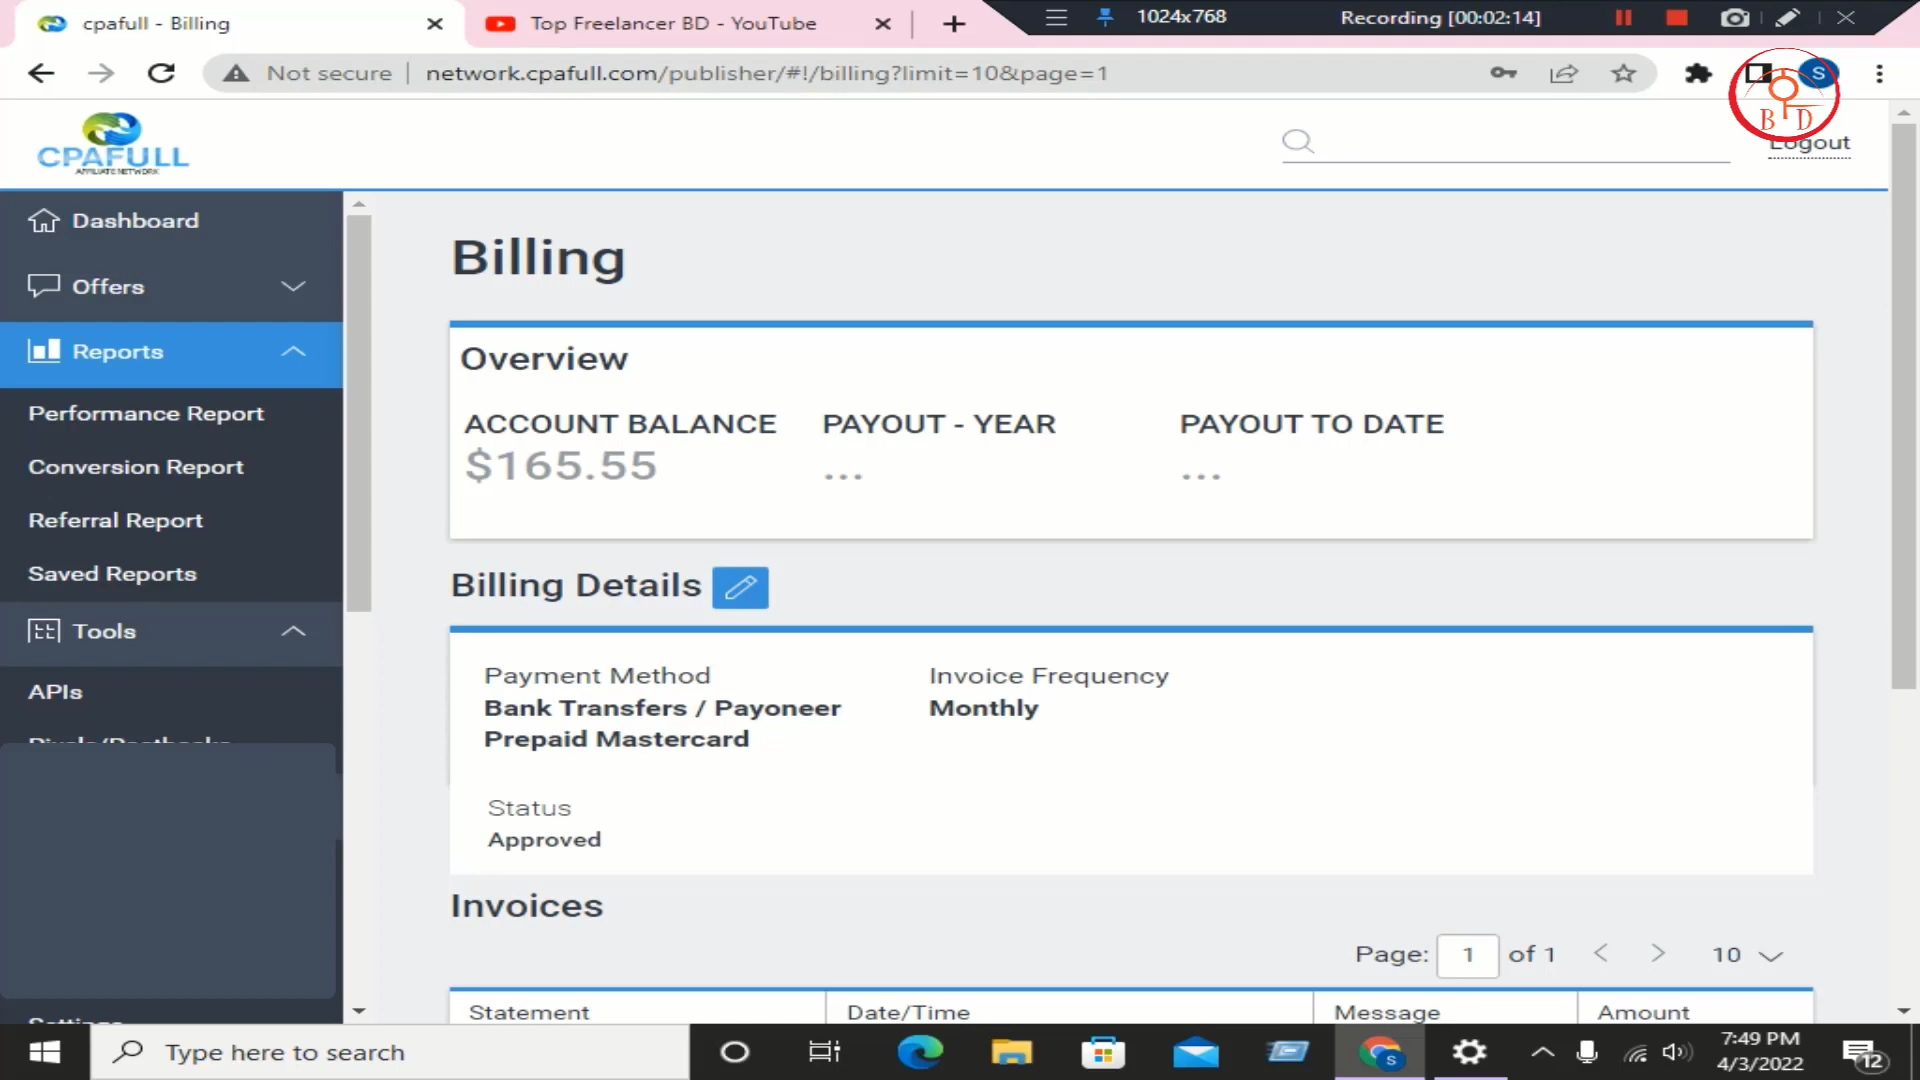 cpafull - Billing
Top Freelancer BD - YouTube
1024x768
Recording [00:02:14]
Not secure
network.cpafull.com/publisher/#!/billing?limit=10&page=1
S
B D
CPAFULL
AFFILIATE NETWORK
Logout
Dashboard
Offers
Reports
Performance Report
Conversion Report
Referral Report
Saved Reports
Tools
APIs
Billing
Overview
ACCOUNT BALANCE
PAYOUT - YEAR
PAYOUT TO DATE
$165.55
...
...
Billing Details
Payment Method
Invoice Frequency
Bank Transfers / Payoneer
Monthly
Prepaid Mastercard
Status
Approved
Invoices
Page: 1 of 1
10
Statement
Date/Time
Message
Amount
Type here to search
S
7:49 PM
4/3/2022
12